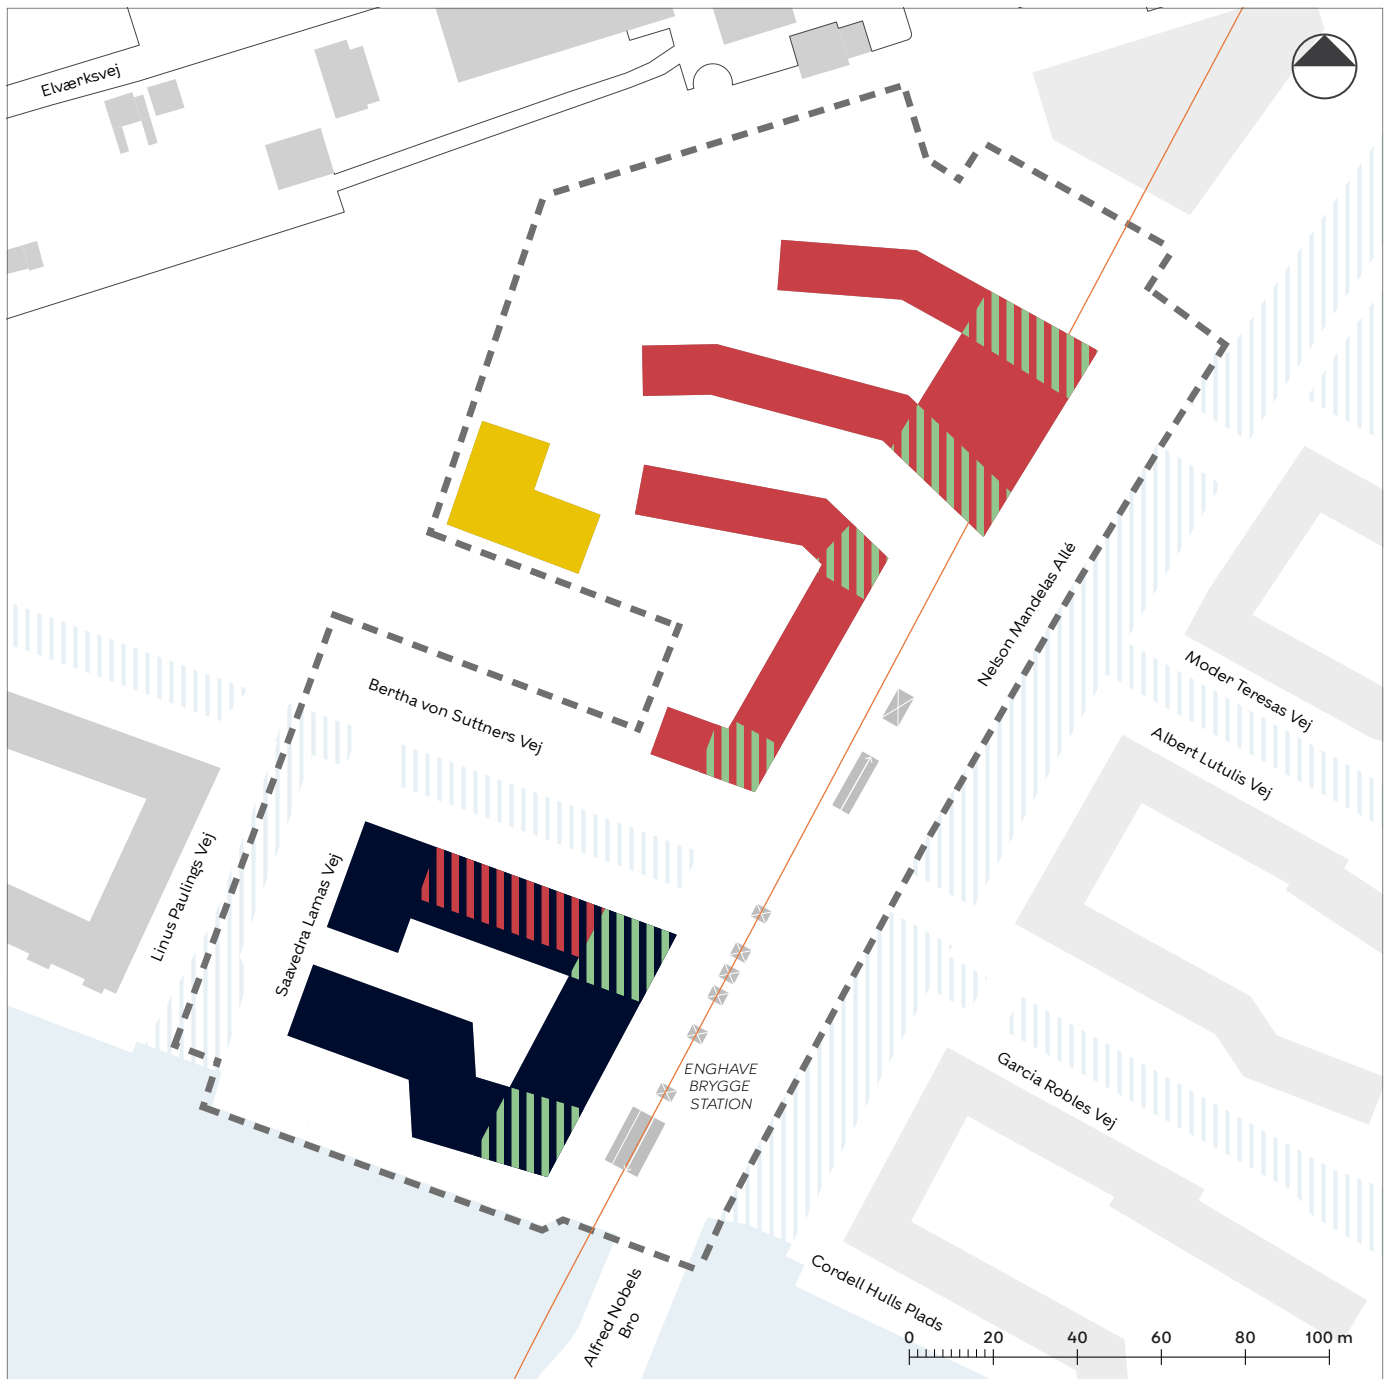 Elværksvej
Nelson Mandelas Allé
Moder Teresas Vej
Bertha von Suttners Vej
Albert Lutulis Vej
Linus Paulings Vej
Saavedra Lamas Vej
ENGHAVE
BRYGGE
STATION
Garcia Robles Vej
Cordell Hulls Plads
Alfred Nobels
Bro
0 20 40 60 80 100 m